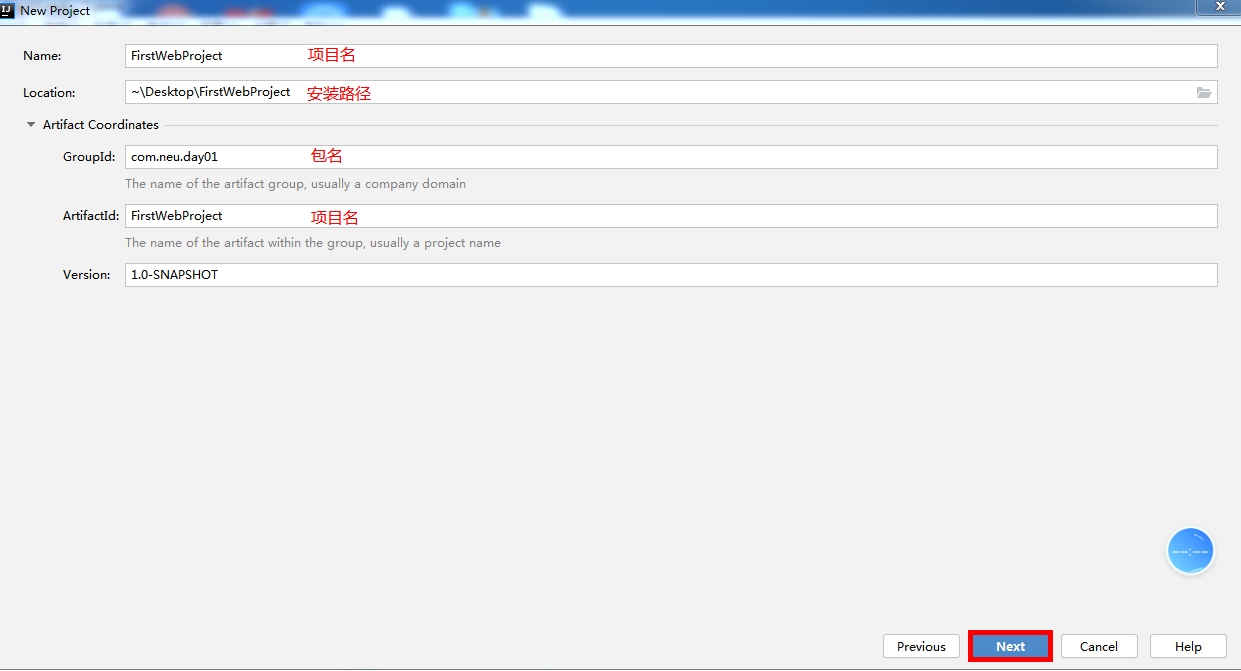 New Project
Name: FirstWebProject 项目名
Location: ~\Desktop\FirstWebProject 安装路径
Artifact Coordinates
GroupId: com.neu.day01 包名
The name of the artifact group, usually a company domain
ArtifactId: FirstWebProject 项目名
The name of the artifact within the group, usually a project name
Version: 1.0-SNAPSHOT
--:--
Previous Next Cancel Help